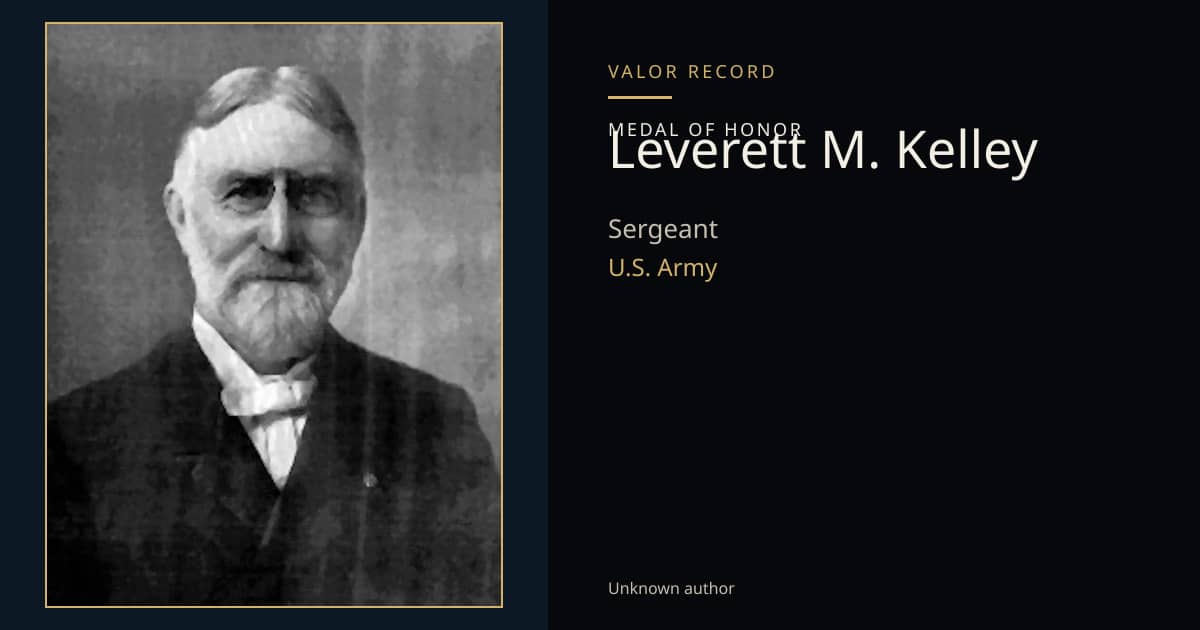 VALOR RECORD
MEDAL OF HONOR
Leverett M. Kelley
Sergeant
U.S. Army
Unknown author